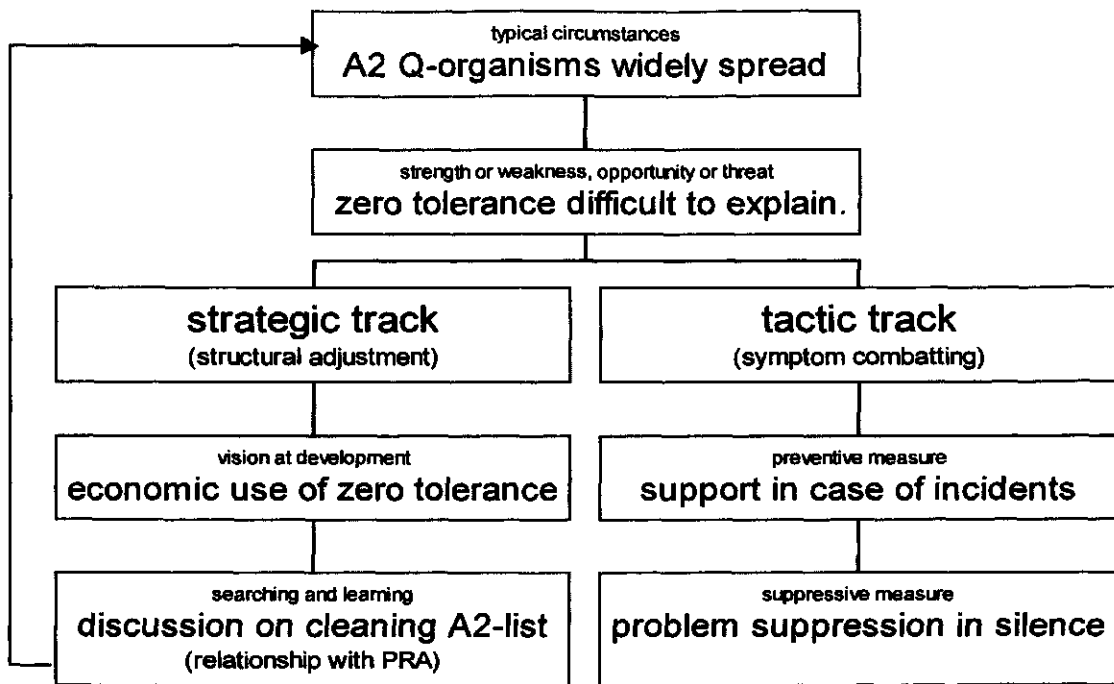 typical circumstances
A2 Q-organisms widely spread
strength or weakness, opportunity or threat
zero tolerance difficult to explain.
strategic track
(structural adjustment)
tactic track
(symptom combatting)
vision at development
economic use of zero tolerance
preventive measure
support in case of incidents
searching and learning
discussion on cleaning A2-list
(relationship with PRA)
suppressive measure
problem suppression in silence